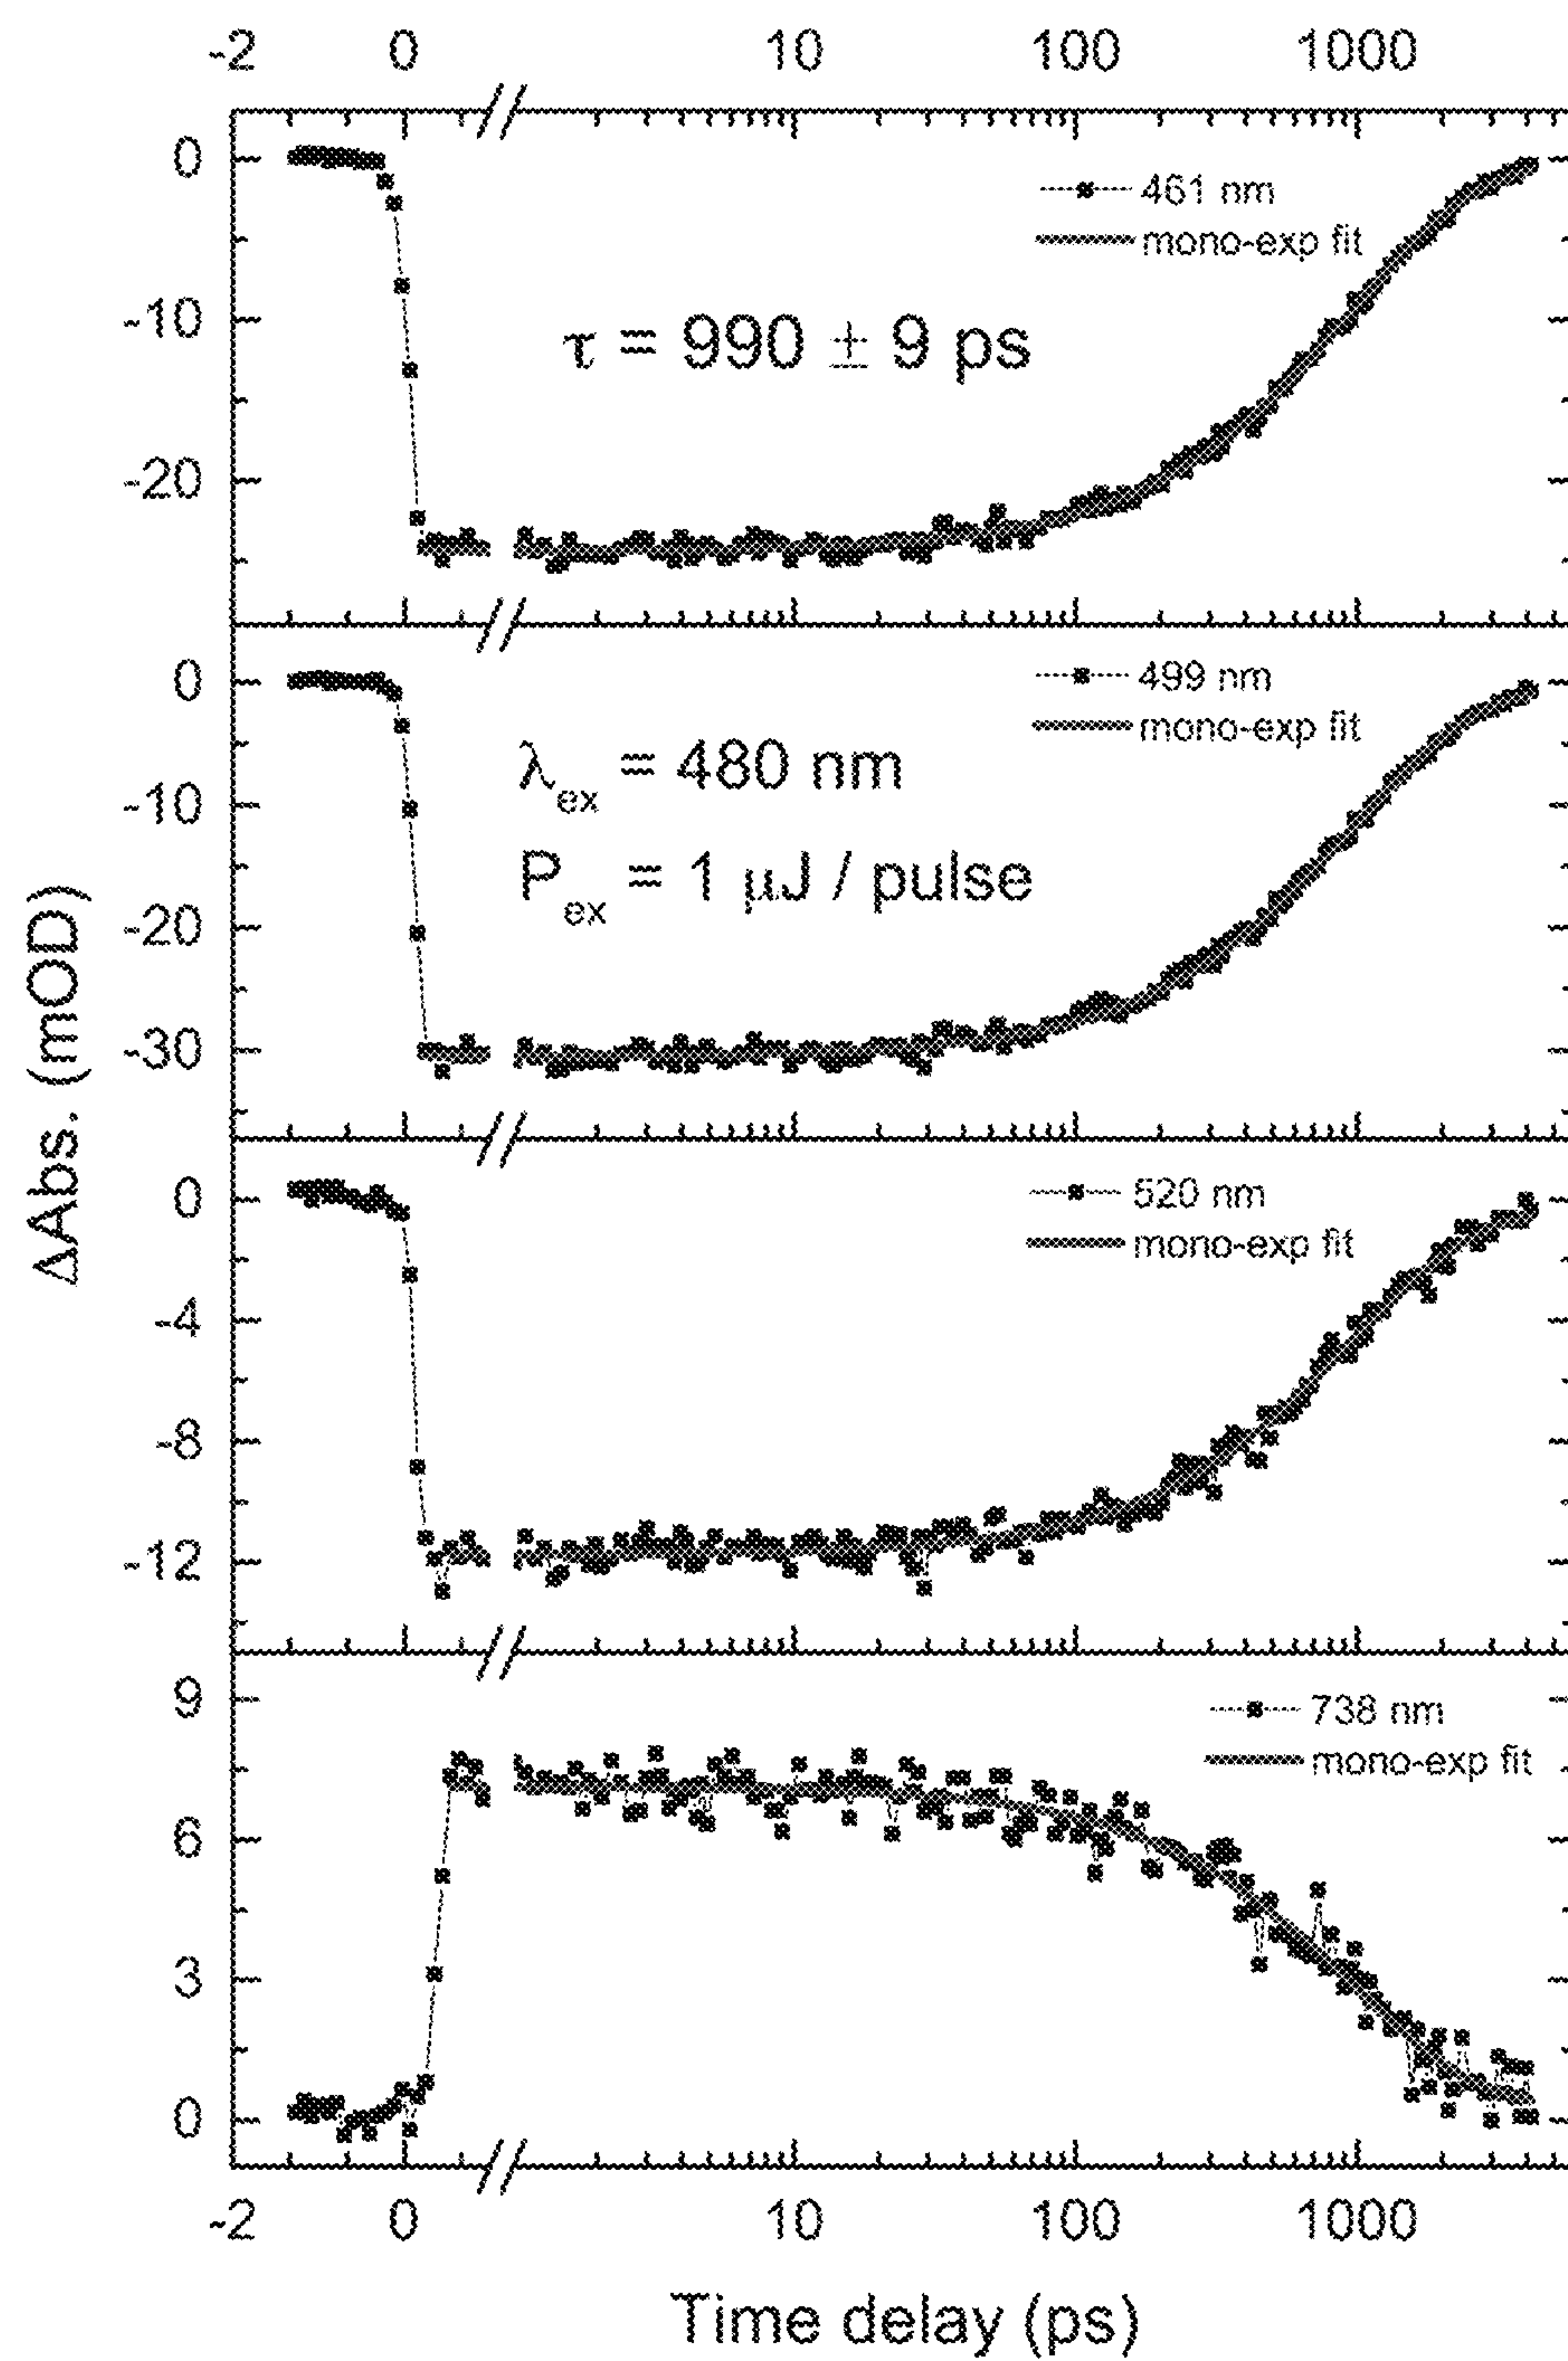 -2 0 10 100 1000
0
461 nm
mono-exp fit
-10
τ = 990 ± 9 ps
-20
0
499 nm
mono-exp fit
λex = 480 nm
-10
Pex = 1 μJ / pulse
-20
-30
ΔAbs. (mOD)
0
520 nm
mono-exp fit
-4
-8
-12
9
738 nm
mono-exp fit
6
3
0
-2 0 10 100 1000
Time delay (ps)